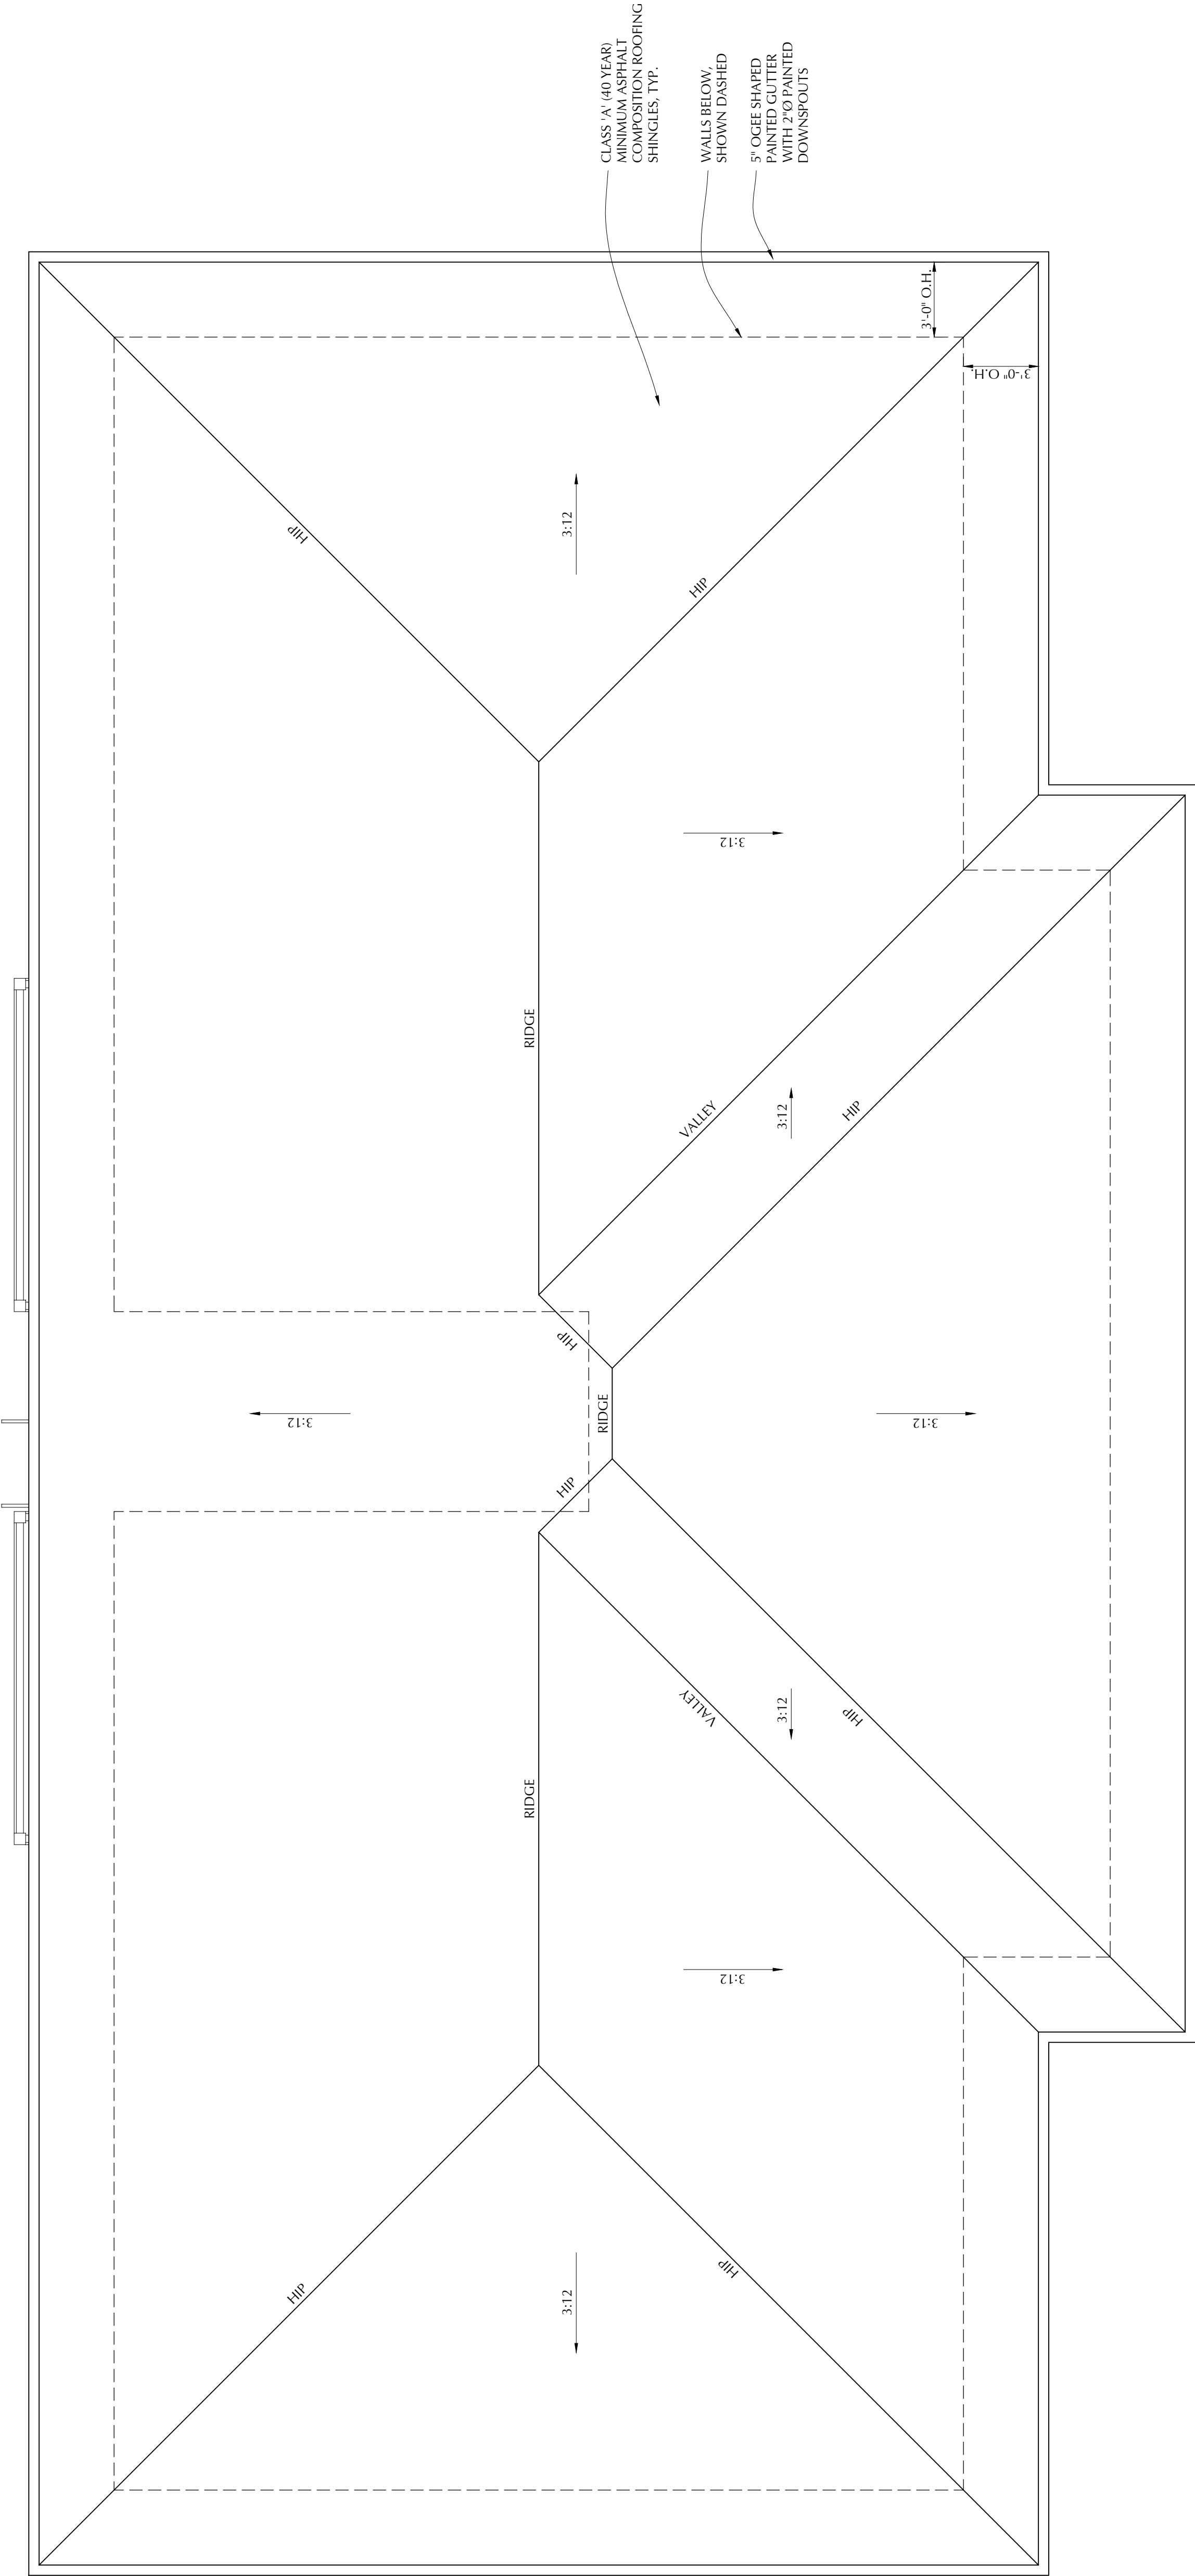 CLASS 'A' (40 YEAR)
MINIMUM ASPHALT
COMPOSITION ROOFING
SHINGLES, TYP.
WALLS BELOW,
SHOWN DASHED
5" OGEE SHAPED
PAINTED GUTTER
WITH 2"Ø PAINTED
DOWNSPOUTS
3'-0" O.H.
3'-0" O.H.
HIP
3:12
HIP
3:12
RIDGE
VALLEY
3:12
HIP
HIP
3:12
RIDGE
3:12
HIP
VALLEY
3:12
HIP
RIDGE
3:12
HIP
3:12
HIP